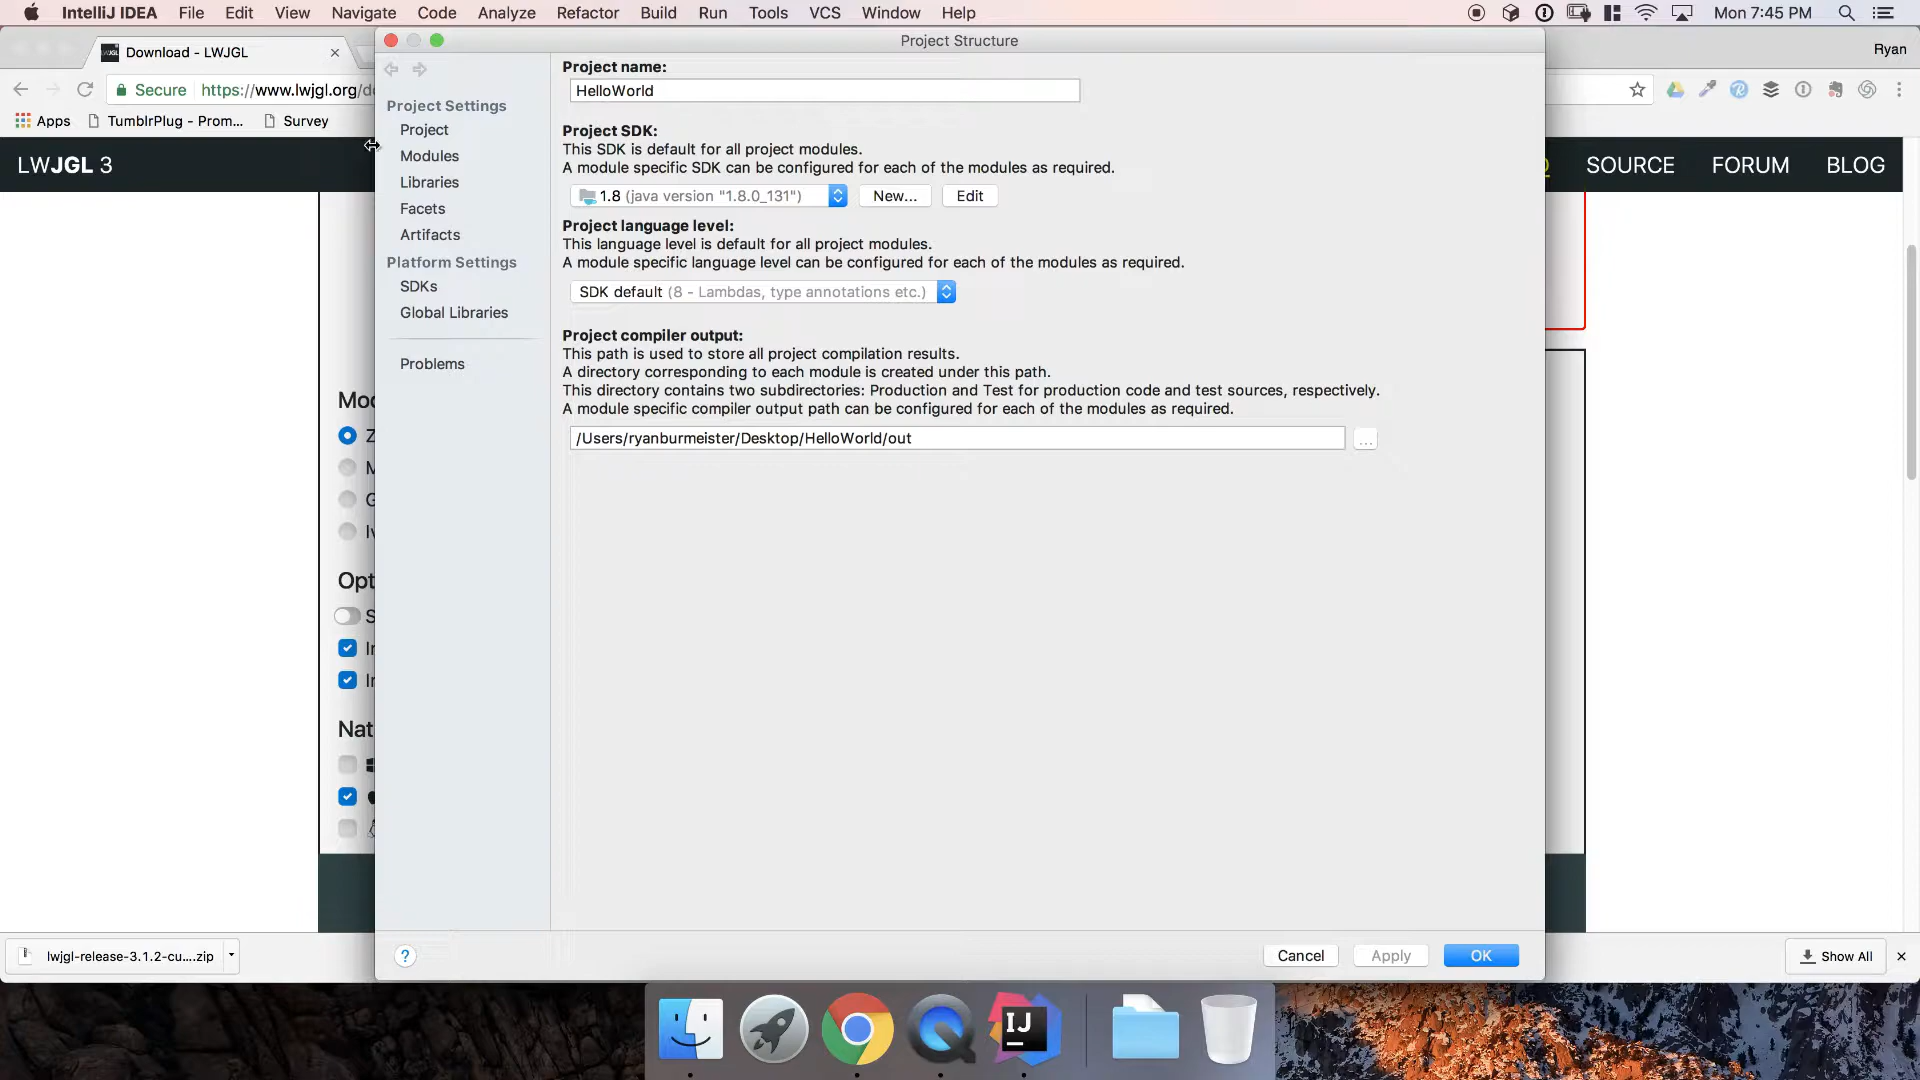 IntelliJ IDEA File Edit View Navigate Code Analyze Refactor Build Run Tools VCS Window Help Mon 7:45 PM
Download - LWJGL
Project Structure
Ryan
Secure https://www.lwjgl.org/d
Apps TumblrPlug - Prom... Survey
LWJGL 3
SOURCE FORUM BLOG
Project Settings
Project
Modules
Libraries
Facets
Artifacts
Platform Settings
SDKs
Global Libraries
Problems
Project name:
HelloWorld
Project SDK:
This SDK is default for all project modules.
A module specific SDK can be configured for each of the modules as required.
1.8 (java version "1.8.0_131") New... Edit
Project language level:
This language level is default for all project modules.
A module specific language level can be configured for each of the modules as required.
SDK default (8 - Lambdas, type annotations etc.)
Project compiler output:
This path is used to store all project compilation results.
A directory corresponding to each module is created under this path.
This directory contains two subdirectories: Production and Test for production code and test sources, respectively.
A module specific compiler output path can be configured for each of the modules as required.
/Users/ryanburmeister/Desktop/HelloWorld/out ...
Opt
Nat
? Cancel Apply OK
lwjgl-release-3.1.2-cu....zip
Show All
IJ